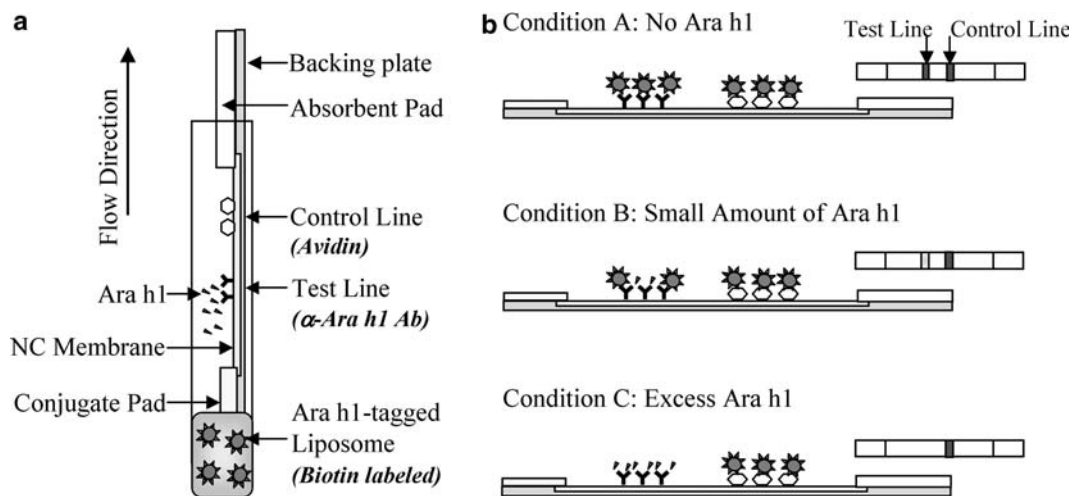 a
Flow Direction
Backing plate
Absorbent Pad
Control Line
(Avidin)
Ara h1
Test Line
(α-Ara h1 Ab)
NC Membrane
Conjugate Pad
Ara h1-tagged
Liposome
(Biotin labeled)
b
Condition A: No Ara h1
Test Line
Control Line
Condition B: Small Amount of Ara h1
Condition C: Excess Ara h1